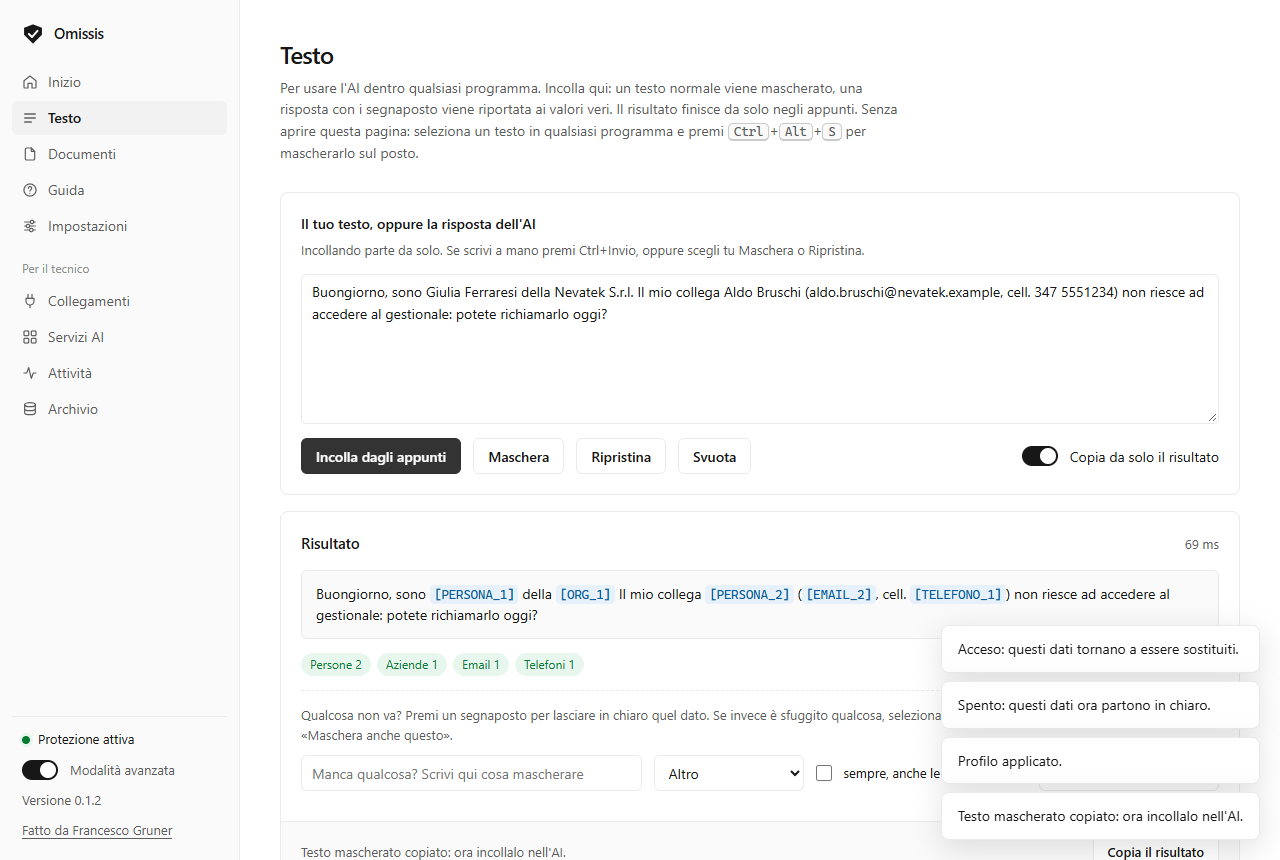 Omissis
Inizio
Testo
Documenti
Guida
Impostazioni
Per il tecnico
Collegamenti
Servizi AI
Attività
Archivio
Protezione attiva
Modalità avanzata
Versione 0.1.2
Fatto da Francesco Gruner
Testo
Per usare l'AI dentro qualsiasi programma. Incolla qui: un testo normale viene mascherato, una
risposta con i segnaposto viene riportata ai valori veri. Il risultato finisce da solo negli appunti. Senza
aprire questa pagina: seleziona un testo in qualsiasi programma e premi Ctrl+Alt+S per
mascherarlo sul posto.
Il tuo testo, oppure la risposta dell'AI
Incollando parte da solo. Se scrivi a mano premi Ctrl+Invio, oppure scegli tu Maschera o Ripristina.
Buongiorno, sono Giulia Ferraresi della Nevatek S.r.l. Il mio collega Aldo Bruschi (aldo.bruschi@nevatek.example, cell. 347 5551234) non riesce ad
accedere al gestionale: potete richiamarlo oggi?
Incolla dagli appunti Maschera Ripristina Svuota Copia da solo il risultato
Risultato 69 ms
Buongiorno, sono [PERSONA_1] della [ORG_1] Il mio collega [PERSONA_2] ([EMAIL_2], cell. [TELEFONO_1]) non riesce ad accedere al
gestionale: potete richiamarlo oggi?
Persone 2 Aziende 1 Email 1 Telefoni 1
Qualcosa non va? Premi un segnaposto per lasciare in chiaro quel dato. Se invece è sfuggito qualcosa, seleziona
«Maschera anche questo».
Manca qualcosa? Scrivi qui cosa mascherare Altro sempre, anche le
Testo mascherato copiato: ora incollalo nell'AI. Copia il risultato
Acceso: questi dati tornano a essere sostituiti.
Spento: questi dati ora partono in chiaro.
Profilo applicato.
Testo mascherato copiato: ora incollalo nell'AI.